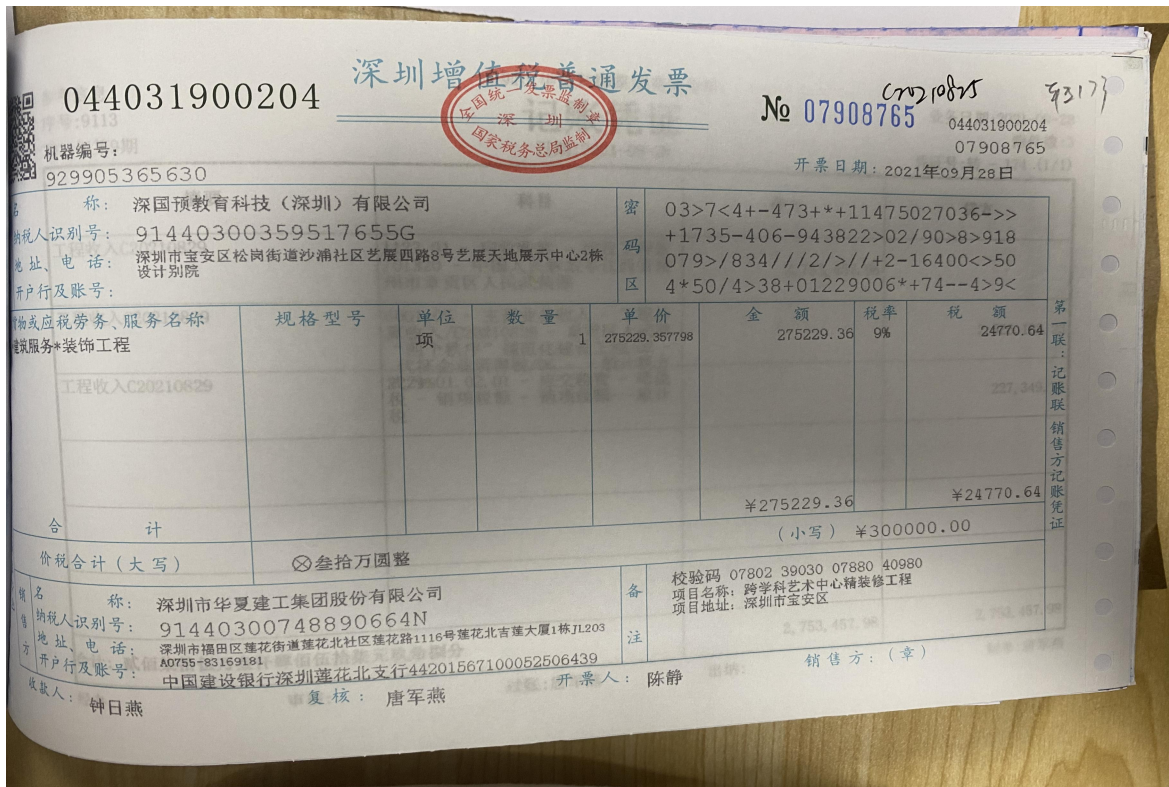 深圳增值税普通发票
044031900204
全国统一发票监制章
深圳
国家税务总局监制
№ 07908765
C20210825
044031900204
07908765
机器编号:
929905365630
开票日期: 2021年09月28日
名 称: 深国预教育科技（深圳）有限公司
纳税人识别号: 91440300359517655G
地 址、电 话: 深圳市宝安区松岗街道沙浦社区艺展四路8号艺展天地展示中心2栋
设计别院
开户行及账号:
密码区
03>7<4+-473+*+11475027036->>
+1735-406-943822>02/90>8>918
079>/834///2/>//+2-16400<>50
4*50/4>38+01229006*+74--4>9<
货物或应税劳务、服务名称 规格型号 单位 数量 单价 金额 税率 税额
建筑服务*装饰工程 项 1 275229.357798 275229.36 9% 24770.64
工程收入C20210829
合计 ¥275229.36 ¥24770.64
价税合计（大写） ⊗叁拾万圆整 （小写） ¥300000.00
销售方
名 称: 深圳市华夏建工集团股份有限公司
纳税人识别号: 91440300748890664N
地 址、电 话: 深圳市福田区莲花街道莲花北社区莲花路1116号莲花北吉莲大厦1栋JL203
A0755-83169181
开户行及账号: 中国建设银行深圳莲花北支行44201567100052506439
备注
校验码 07802 39030 07880 40980
项目名称: 跨学科艺术中心精装修工程
项目地址: 深圳市宝安区
收款人: 钟日燕 复核: 唐军燕 开票人: 陈静 销售方:（章）
第一联:记账联 销售方记账凭证